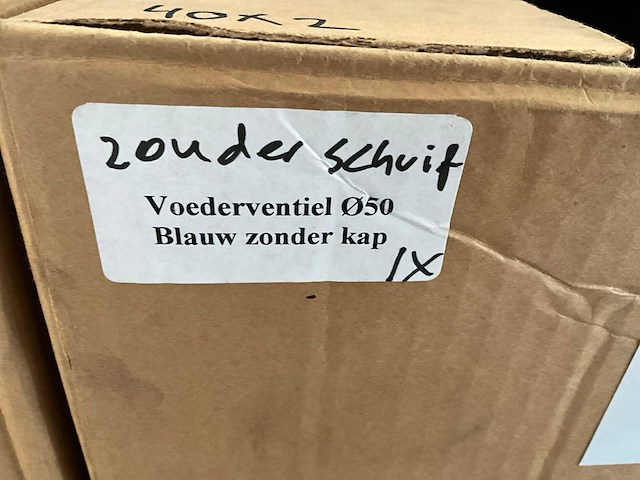 40x2
zonder schuif
Voederventiel Ø50
Blauw zonder kap
1X